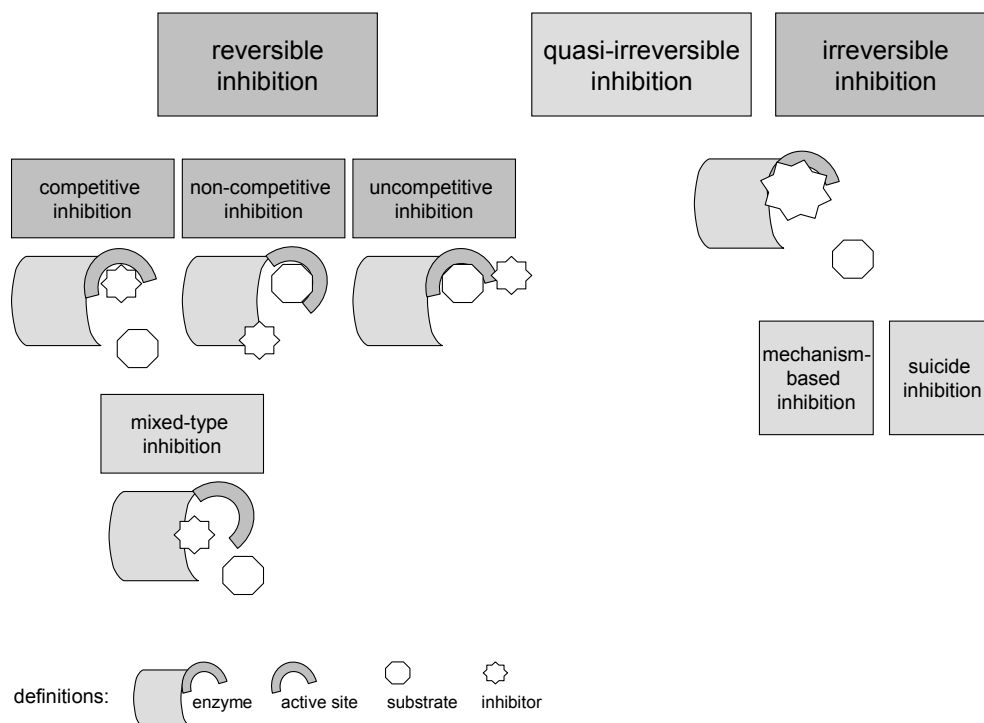 reversible
inhibition
quasi-irreversible
inhibition
irreversible
inhibition
competitive
inhibition
non-competitive
inhibition
uncompetitive
inhibition
mechanism-
based
inhibition
suicide
inhibition
mixed-type
inhibition
definitions:
enzyme
active site
substrate
inhibitor